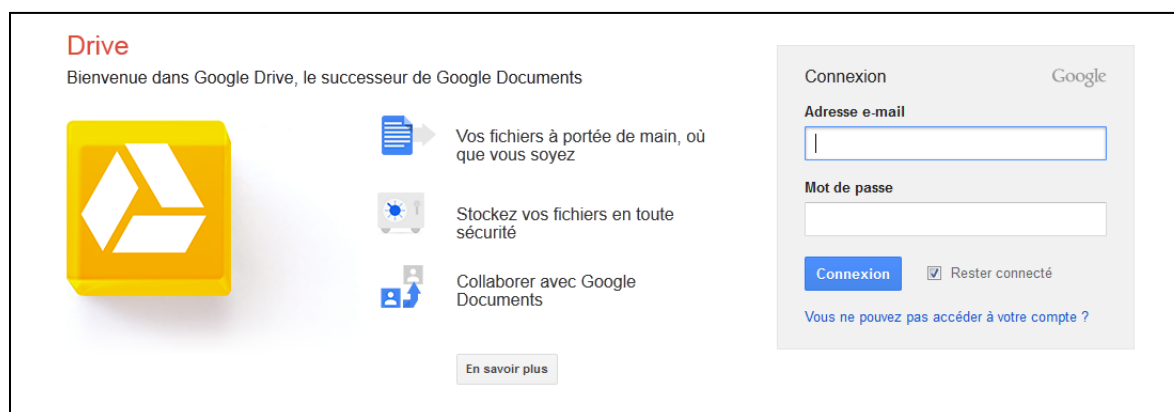 Drive
Bienvenue dans Google Drive, le successeur de Google Documents
Vos fichiers à portée de main, où
que vous soyez
Stockez vos fichiers en toute
sécurité
Collaborer avec Google
Documents
En savoir plus
Connexion Google
Adresse e-mail
Mot de passe
Connexion Rester connecté
Vous ne pouvez pas accéder à votre compte ?